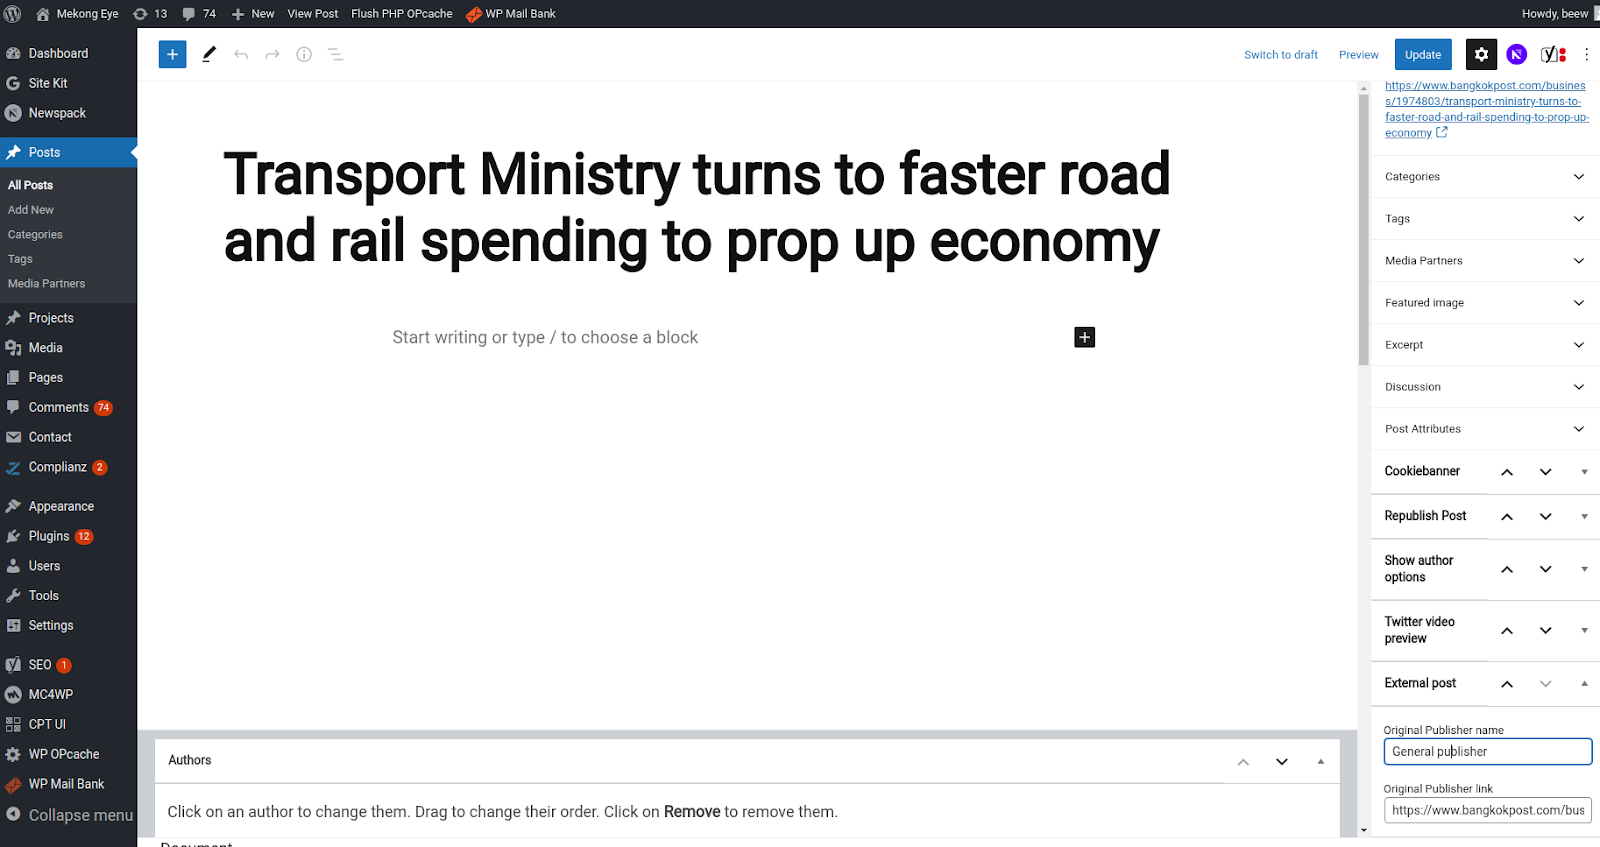 Mekong Eye 13 74 New View Post Flush PHP OPcache WP Mail Bank Howdy, beew
Dashboard
Site Kit
Newspack
Posts
All Posts
Add New
Categories
Tags
Media Partners
Projects
Media
Pages
Comments 74
Contact
Complianz 2
Appearance
Plugins 12
Users
Tools
Settings
SEO 1
MC4WP
CPT UI
WP OPcache
WP Mail Bank
Collapse menu
Switch to draft Preview Update
Transport Ministry turns to faster road
and rail spending to prop up economy
Start writing or type / to choose a block
Authors
Click on an author to change them. Drag to change their order. Click on Remove to remove them.
Document
https://www.bangkokpost.com/busines
s/1974803/transport-ministry-turns-to-
faster-road-and-rail-spending-to-prop-up-
economy
Categories
Tags
Media Partners
Featured image
Excerpt
Discussion
Post Attributes
Cookiebanner
Republish Post
Show author
options
Twitter video
preview
External post
Original Publisher name
General publisher
Original Publisher link
https://www.bangkokpost.com/bus